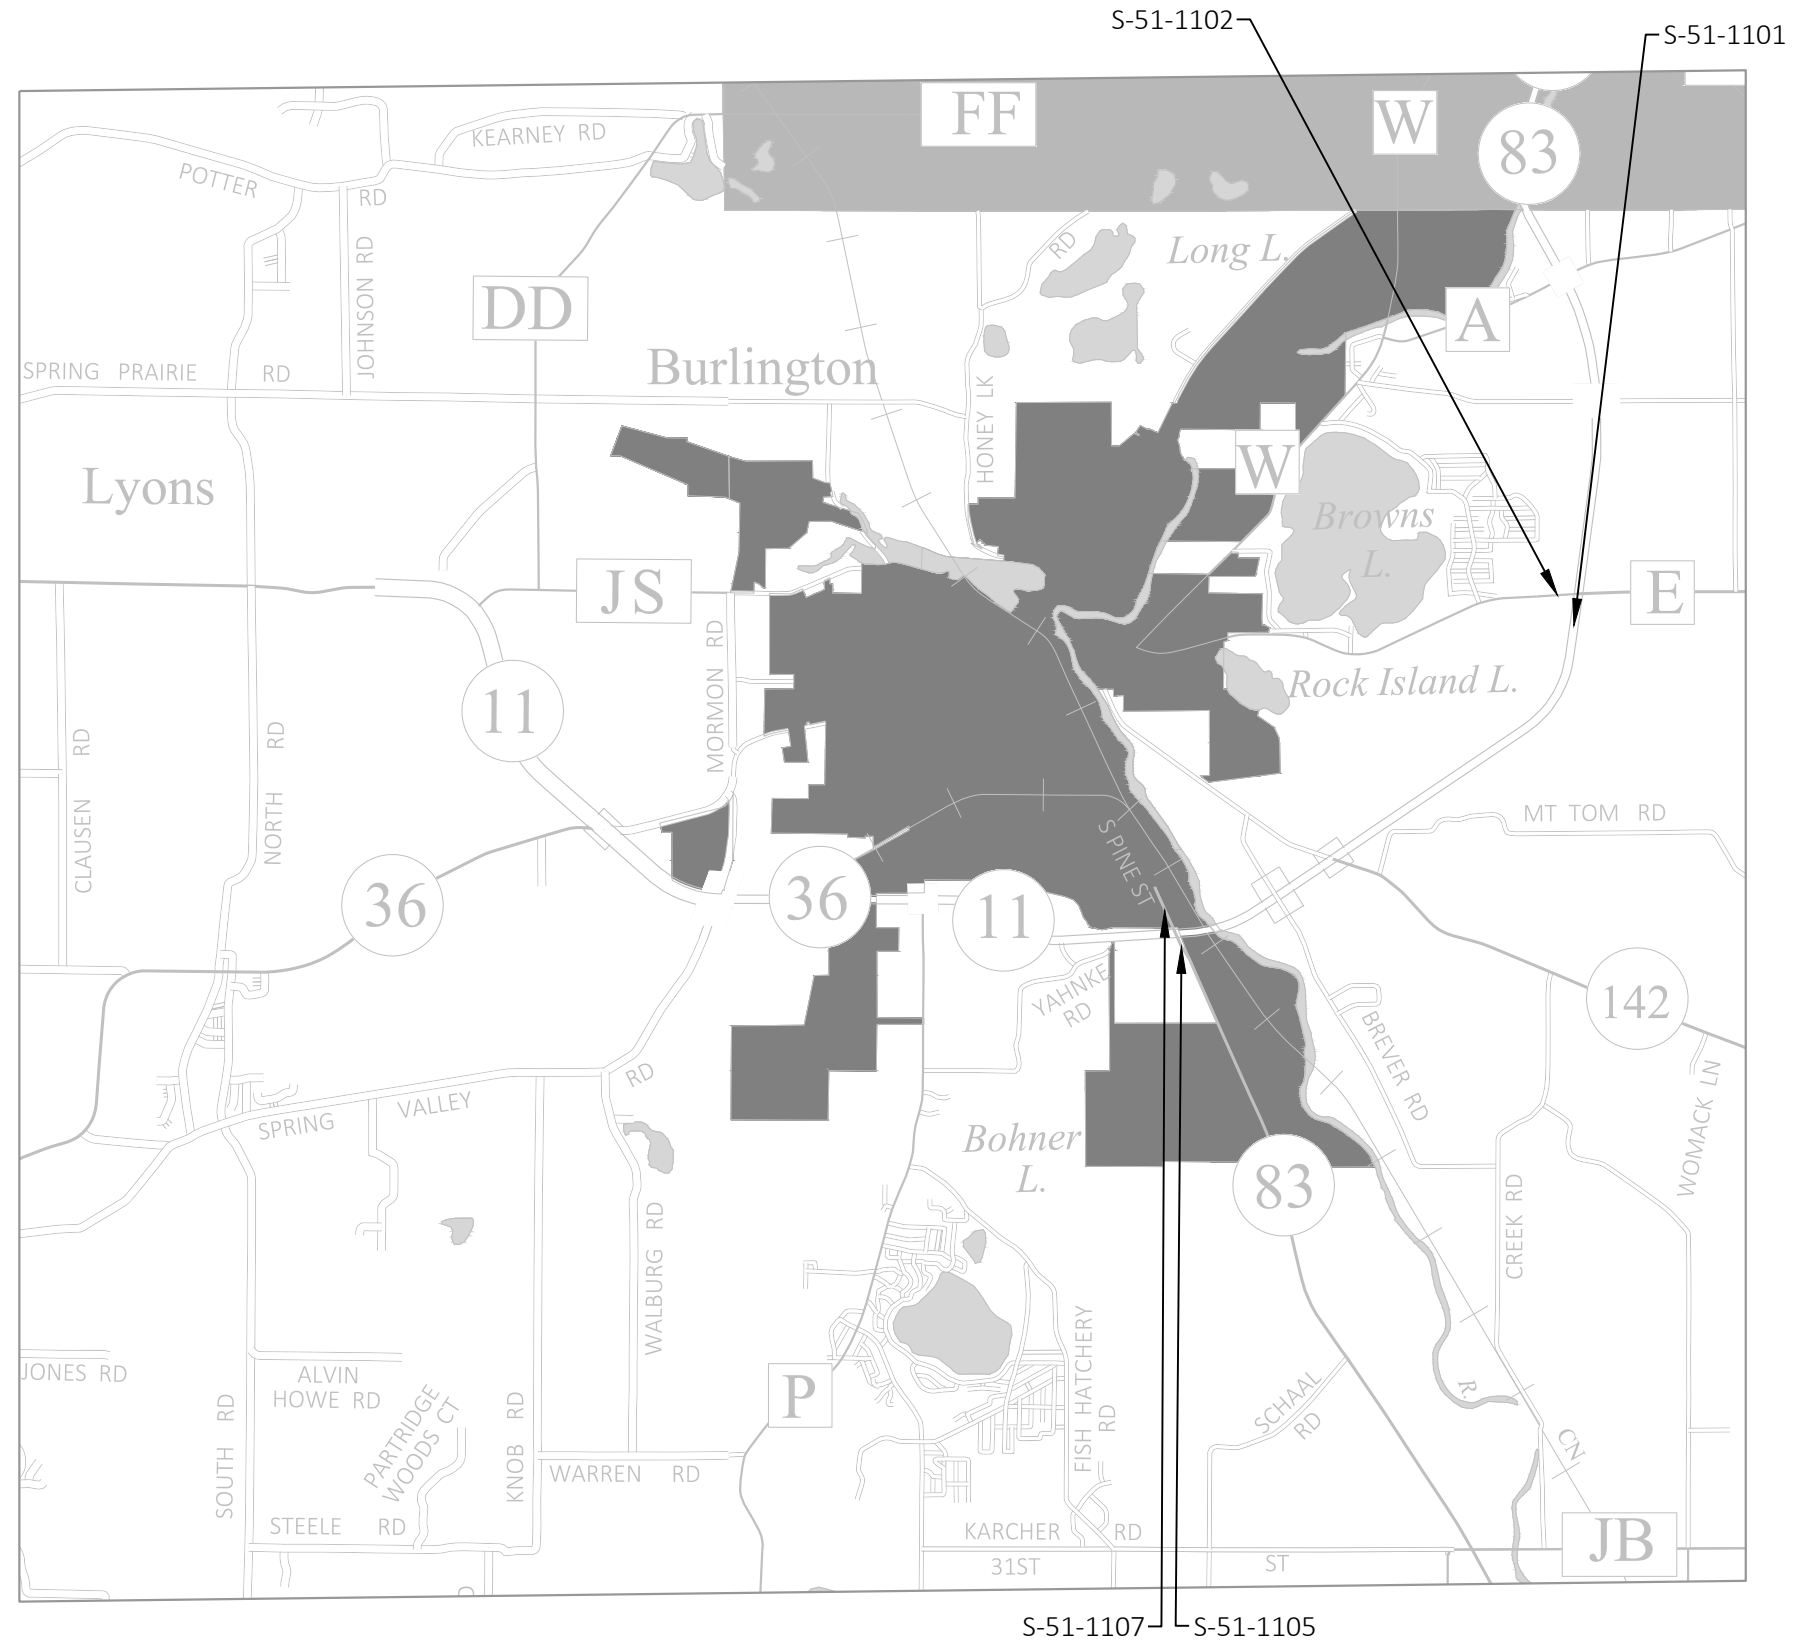 S-51-1102
S-51-1101
FF
W
83
KEARNEY RD
POTTER
RD
RD
Long L.
JOHNSON RD
DD
A
SPRING PRAIRIE RD
Burlington
HONEY LK
W
Lyons
Browns
L.
JS
E
MORMON RD
Rock Island L.
11
CLAUSEN RD
NORTH RD
MT TOM RD
S PINE ST
36
36
11
YAHNKE
RD
142
BREVER RD
RD
VALLEY
SPRING
WOMACK LN
Bohner
L.
83
CREEK RD
WALBURG RD
JONES RD
ALVIN
HOWE RD
P
FISH HATCHERY
RD
SCHAAL
RD
R.
PARTRIDGE
WOODS CT
SOUTH RD
KNOB RD
WARREN RD
CN
STEELE RD
KARCHER RD
31ST ST
JB
D
S-51-1107
S-51-1105